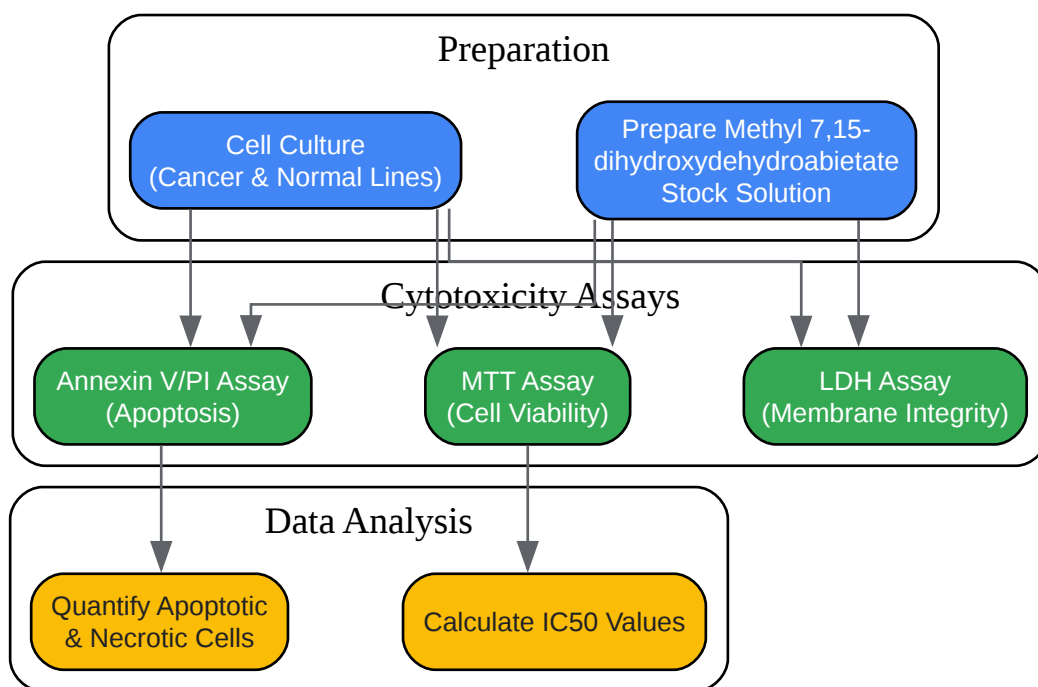 Preparation
Cell Culture
(Cancer & Normal Lines)
Prepare Methyl 7,15-
dihydroxydehydroabietate
Stock Solution
Cytotoxicity Assays
Annexin V/PI Assay
(Apoptosis)
MTT Assay
(Cell Viability)
LDH Assay
(Membrane Integrity)
Data Analysis
Quantify Apoptotic
& Necrotic Cells
Calculate IC50 Values